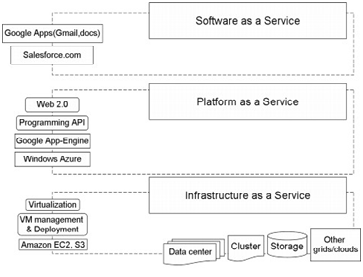 Software as a Service
Google Apps(Gmail,docs)
Salesforce.com
Platform as a Service
Web 2.0
Programming API
Google App-Engine
Windows Azure
Infrastructure as a Service
Virtualization
VM management
& Deployment
Amazon EC2, S3
Data center
Cluster
Storage
Other
grids/clouds